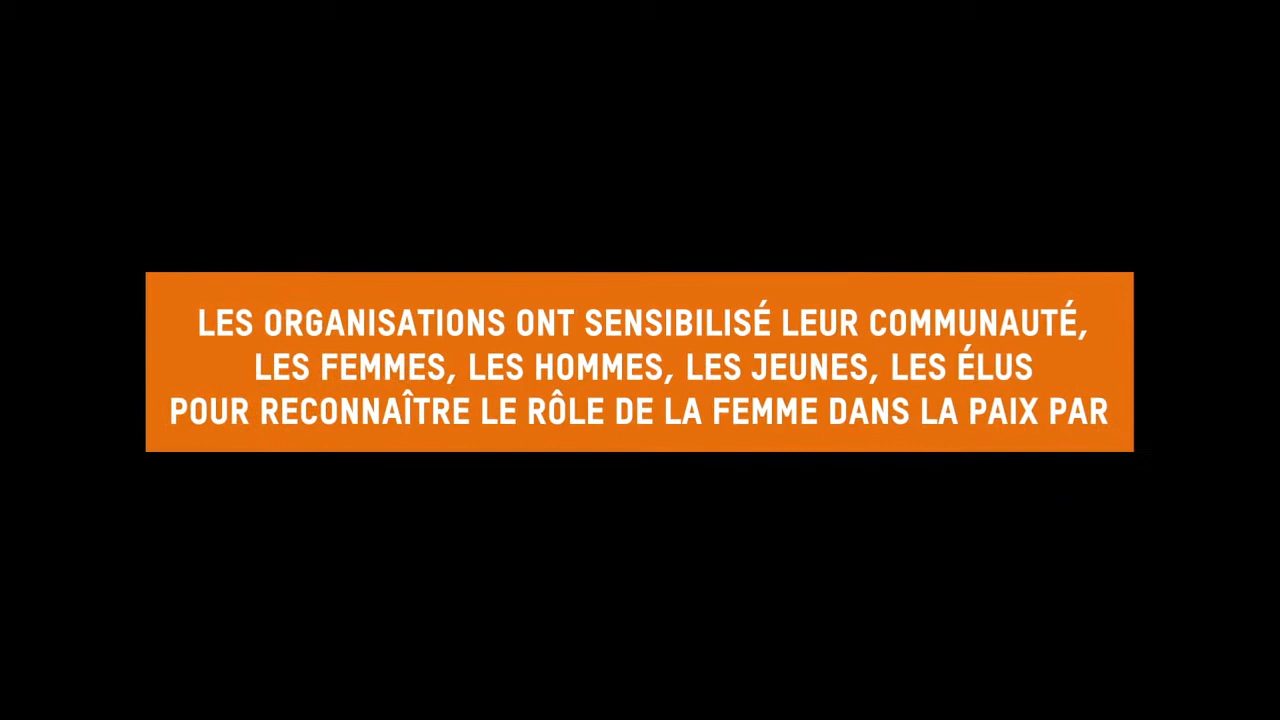 LES ORGANISATIONS ONT SENSIBILISÉ LEUR COMMUNAUTÉ,
LES FEMMES, LES HOMMES, LES JEUNES, LES ÉLUS
POUR RECONNAÎTRE LE RÔLE DE LA FEMME DANS LA PAIX PAR